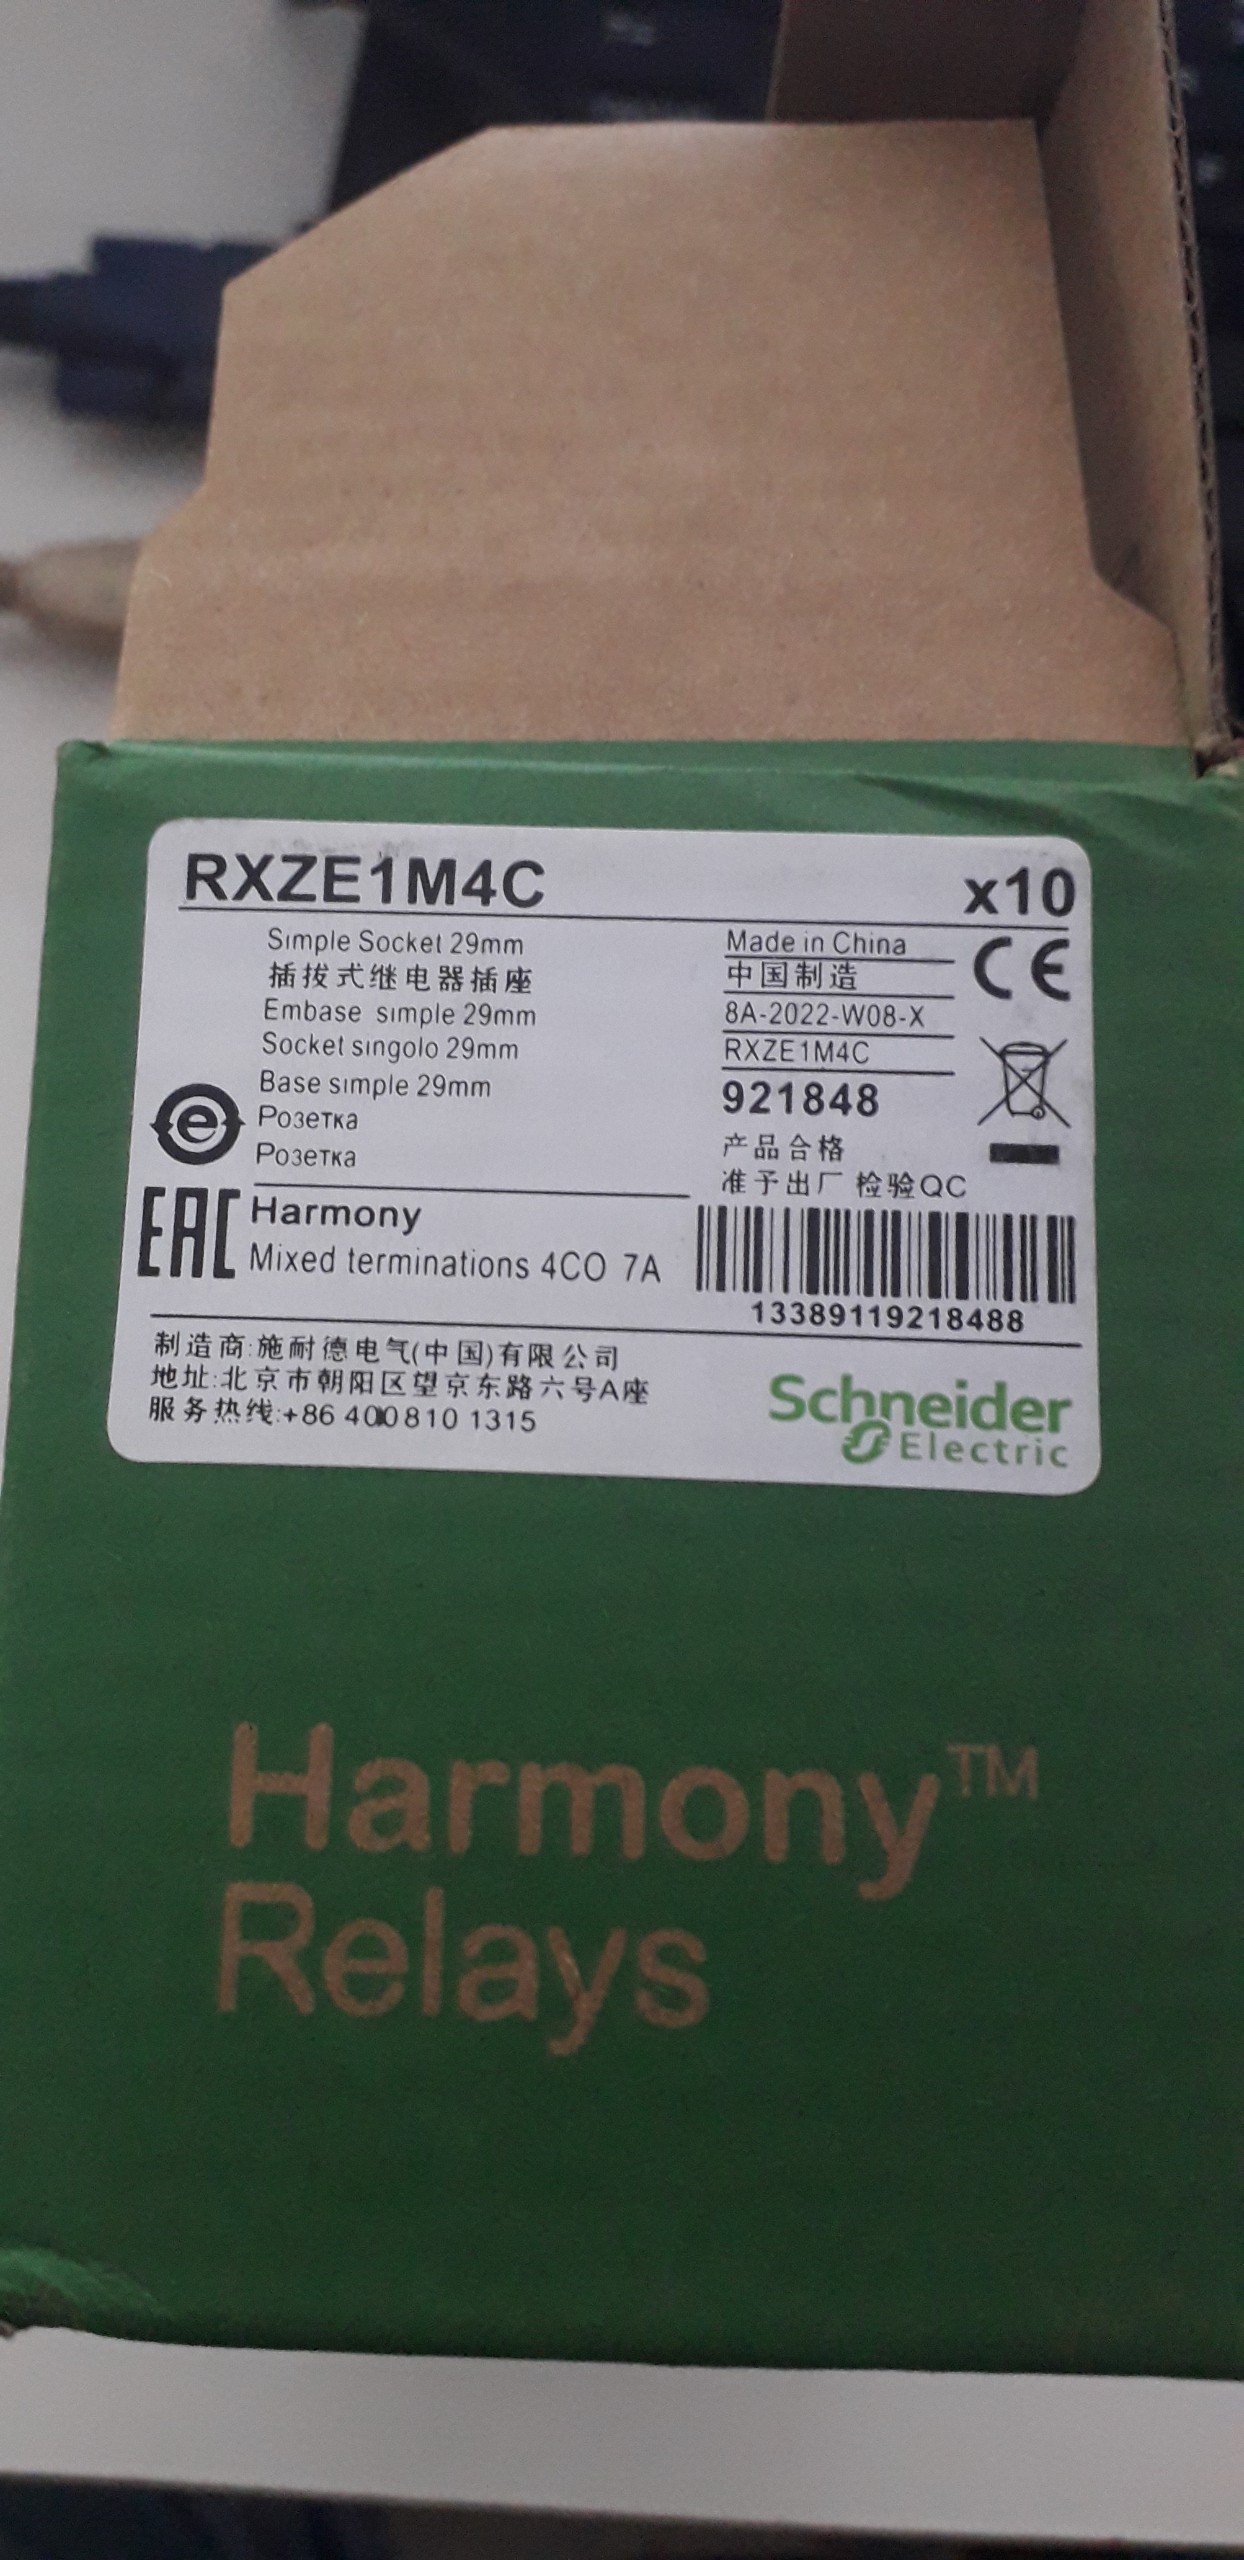 RXZE1M4C x10
Simple Socket 29mm
插拔式继电器插座
Embase simple 29mm
Socket singolo 29mm
Base simple 29mm
Розетка
Розетка
Made in China
中国制造
8A-2022-W08-X
RXZE1M4C
921848
产品合格
准予出厂 检验QC
CE
e
EAC
Harmony
Mixed terminations 4CO 7A
13389119218488
制造商:施耐德电气(中国)有限公司
地址:北京市朝阳区望京东路六号A座
服务热线:+86 400 810 1315
Schneider
Electric
Harmony™
Relays